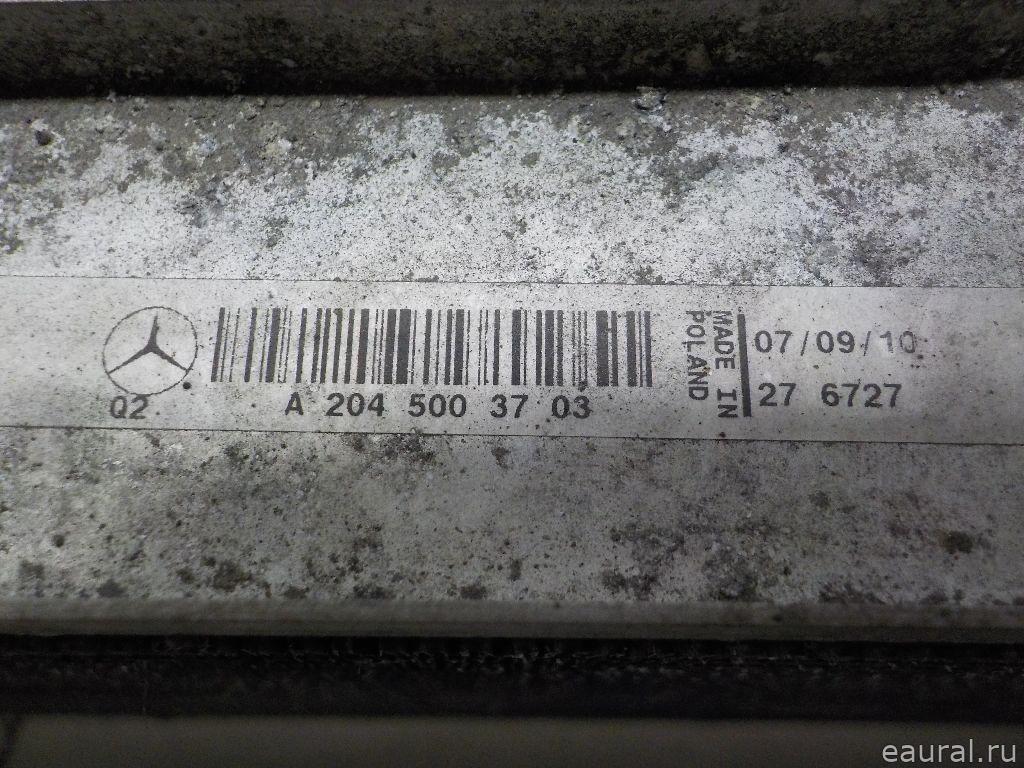 Q2
A 204 500 37 03
MADE IN
POLAND
07/09/10
27 6727
eaural.ru